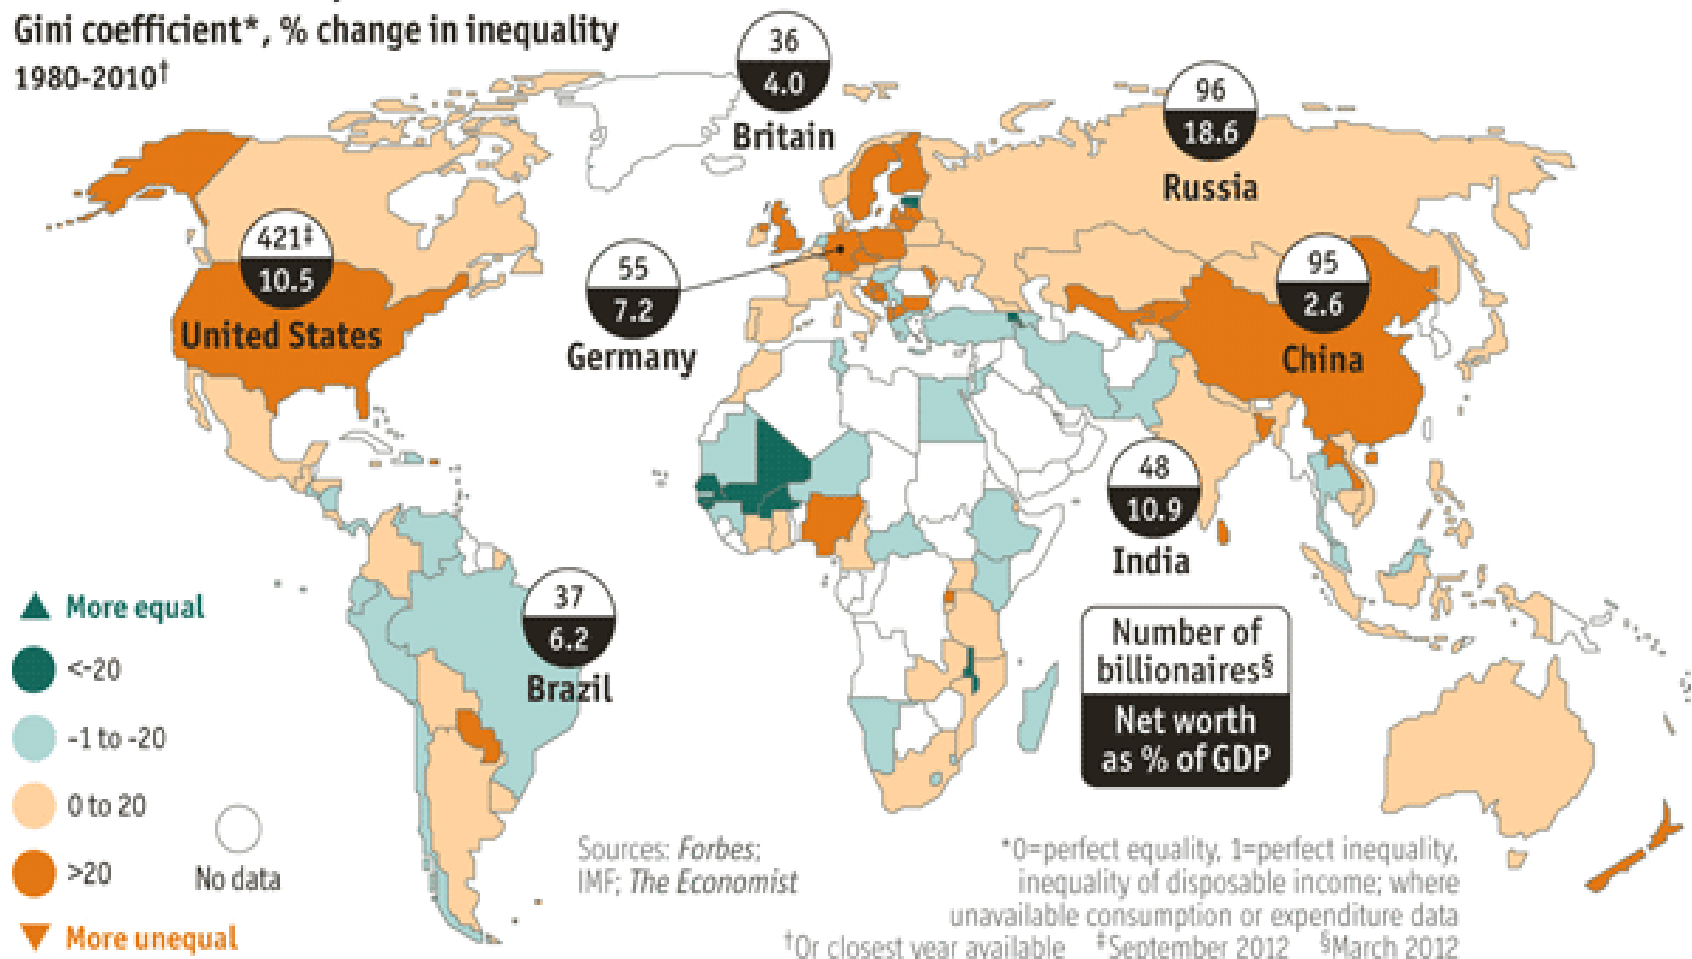 Gini coefficient*, % change in inequality
1980-2010†
36
4.0
Britain
96
18.6
Russia
421‡
10.5
United States
55
7.2
Germany
95
2.6
China
48
10.9
India
37
6.2
Brazil
▲ More equal
<-20
-1 to -20
0 to 20
>20
▼ More unequal
No data
Number of
billionaires§
Net worth
as % of GDP
Sources: Forbes;
IMF; The Economist
*0=perfect equality, 1=perfect inequality,
inequality of disposable income; where
unavailable consumption or expenditure data
†Or closest year available ‡September 2012 §March 2012